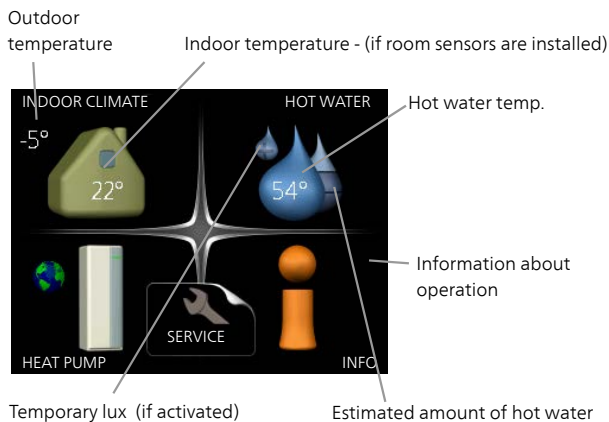 Outdoor
temperature
Indoor temperature - (if room sensors are installed)
INDOOR CLIMATE
HOT WATER
Hot water temp.
-5°
22°
54°
Information about
operation
SERVICE
HEAT PUMP
INFO
Temporary lux (if activated)
Estimated amount of hot water